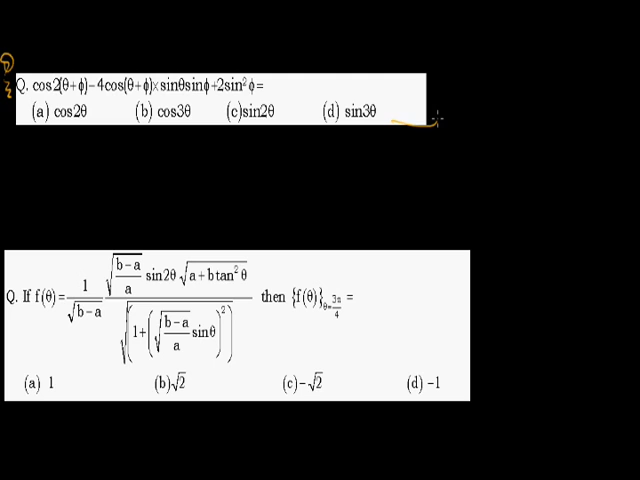 Q. cos2(θ+ϕ)−4cos(θ+ϕ)×sinθsinϕ+2sin²ϕ=
(a) cos2θ (b) cos3θ (c)sin2θ (d) sin3θ
Q. If f(θ)= 1/√(b−a) · (√((b−a)/a) sin2θ √(a+b tan²θ)) / √(1+(√((b−a)/a) sinθ)²) then {f(θ)}θ=3π/4 =
(a) 1 (b)√2 (c)−√2 (d) −1